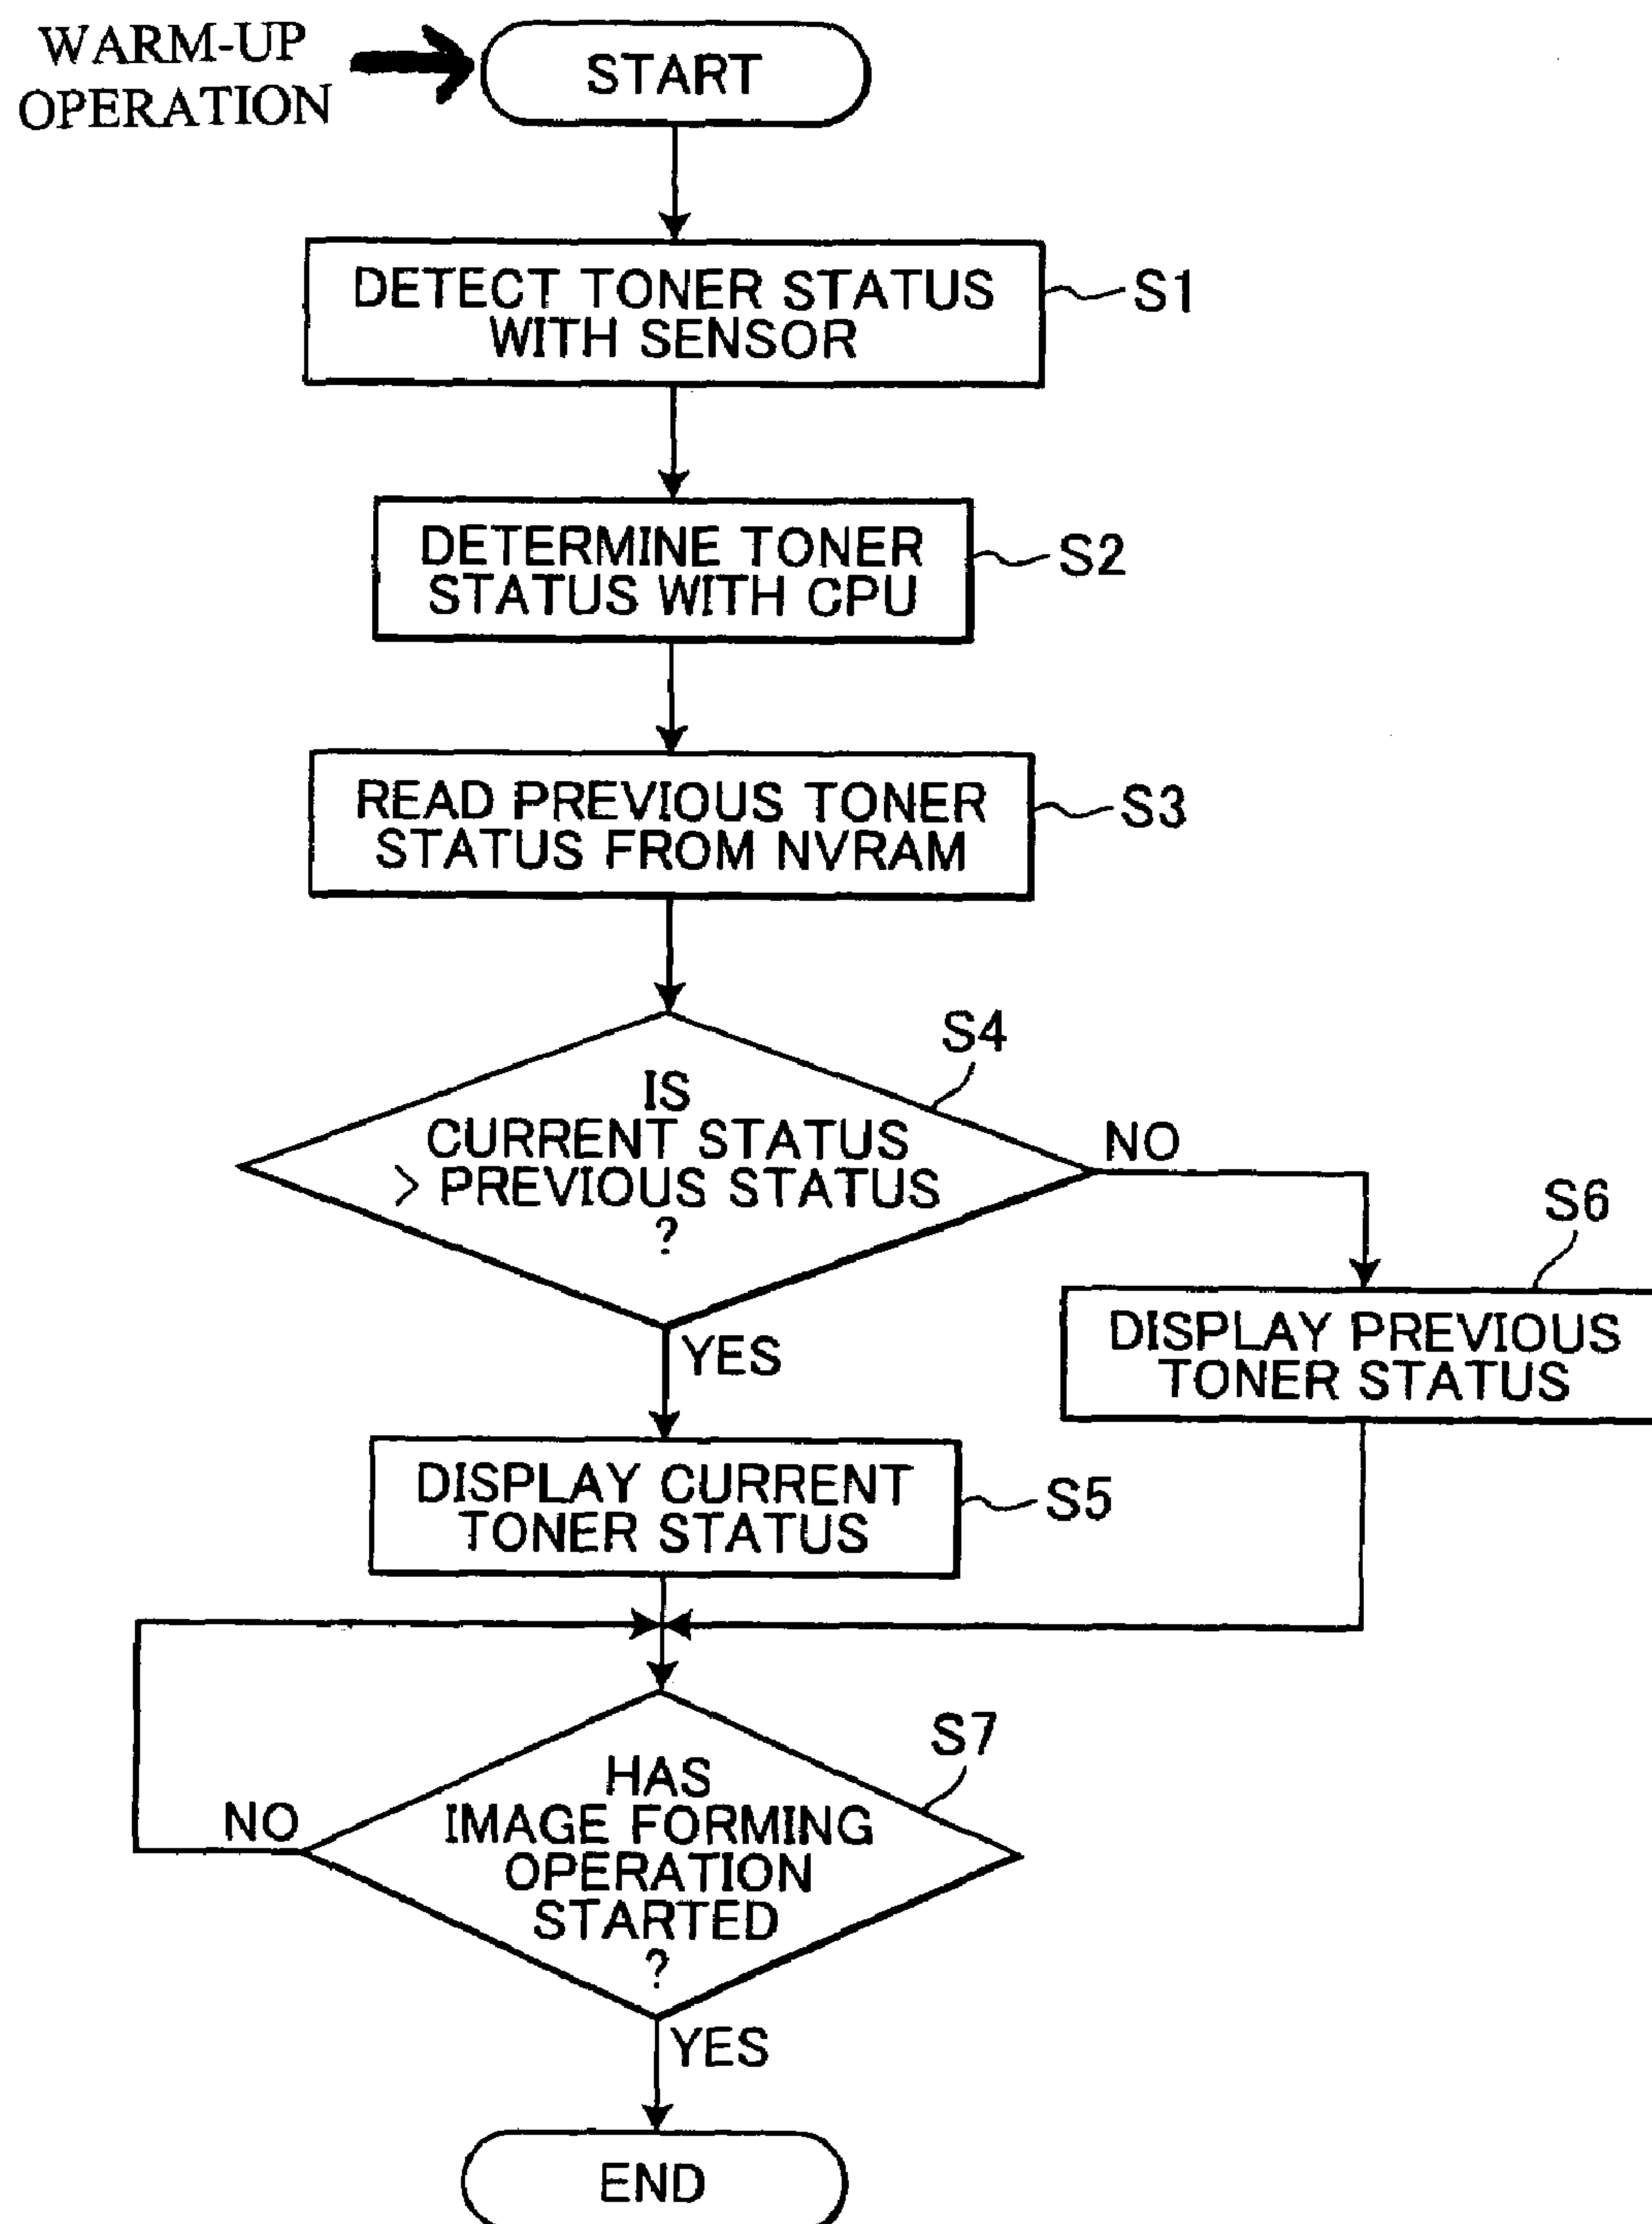 WARM-UP
OPERATION
START
DETECT TONER STATUS
WITH SENSOR
S1
DETERMINE TONER
STATUS WITH CPU
S2
READ PREVIOUS TONER
STATUS FROM NVRAM
S3
S4
IS
CURRENT STATUS
> PREVIOUS STATUS
?
NO
YES
S6
DISPLAY PREVIOUS
TONER STATUS
DISPLAY CURRENT
TONER STATUS
S5
S7
HAS
IMAGE FORMING
OPERATION
STARTED
?
NO
YES
END